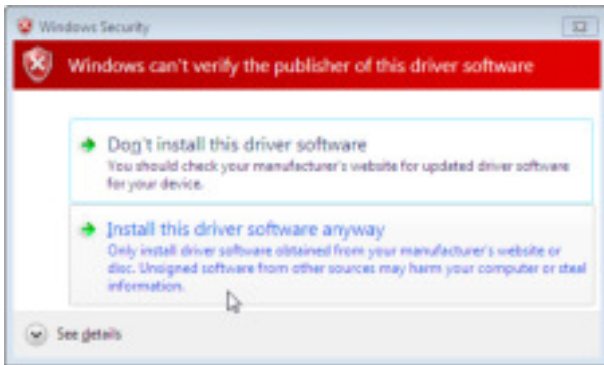 Windows Security
Windows can't verify the publisher of this driver software
Don't install this driver software
You should check your manufacturer's website for updated driver software
for your device.
Install this driver software anyway
Only install driver software obtained from your manufacturer's website or
disc. Unsigned software from other sources may harm your computer or steal
information.
See details